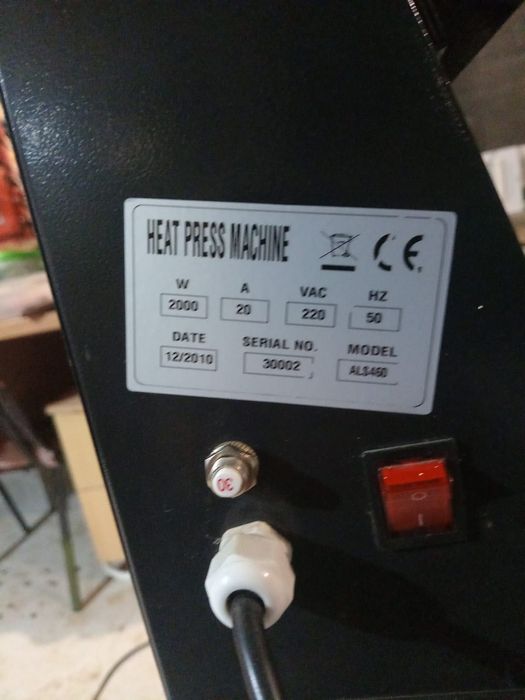 HEAT PRESS MACHINE CE
W A VAC HZ
2000 20 220 50
DATE SERIAL NO. MODEL
12/2010 30002 ALS460
30